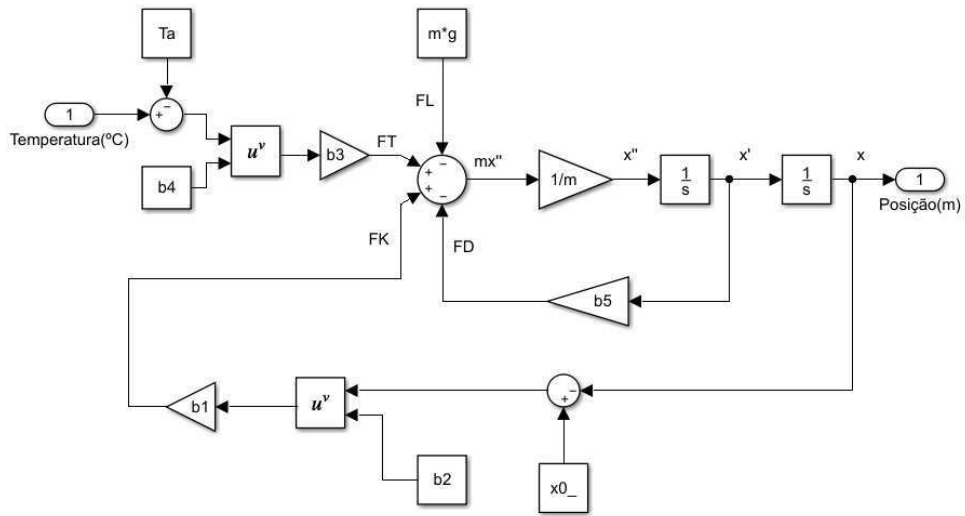 Ta
m*g
FL
1
Temperatura(ºC)
− +
u^v
b4
b3
FT
− + + −
mx"
1/m
x"
1/s
x'
1/s
x
1
Posição(m)
FK
FD
b5
b1
u^v
− +
b2
x0_